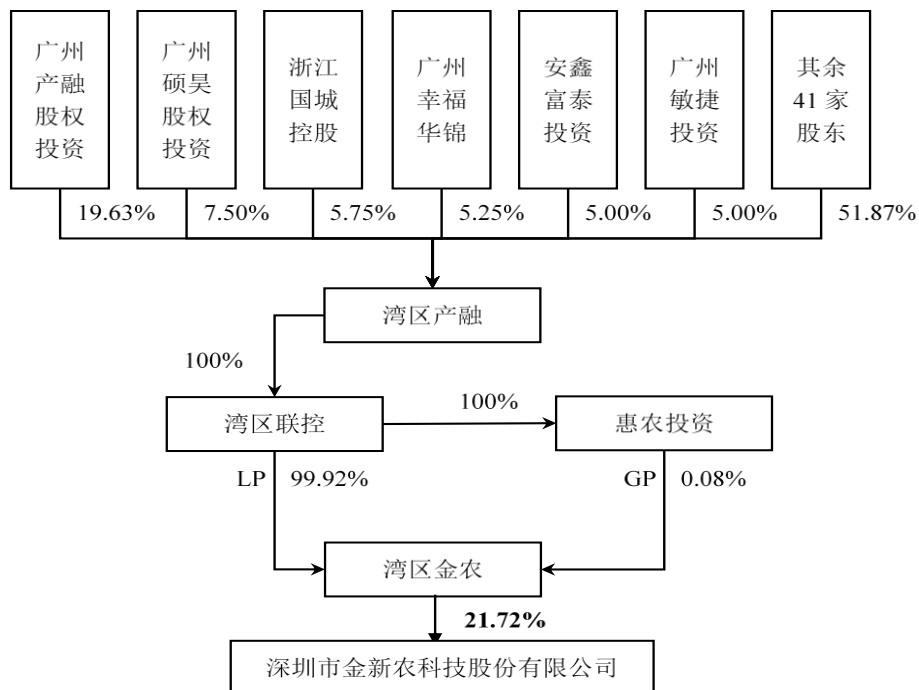 广州
产融
股权
投资
广州
硕昊
股权
投资
浙江
国城
控股
广州
幸福
华锦
安鑫
富泰
投资
广州
敏捷
投资
其余
41 家
股东
19.63%
7.50%
5.75%
5.25%
5.00%
5.00%
51.87%
湾区产融
100%
湾区联控
100%
惠农投资
LP 99.92%
GP 0.08%
湾区金农
21.72%
深圳市金新农科技股份有限公司